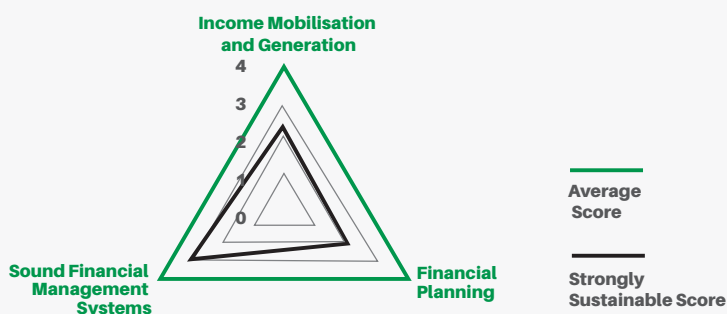 Income Mobilisation
and Generation
4
3
2
1
0
Sound Financial
Management
Systems
Financial
Planning
Average
Score
Strongly
Sustainable Score